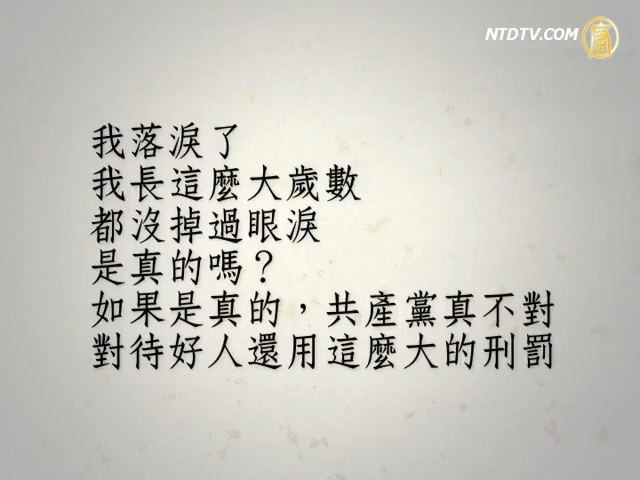 NTDTV.COM
我落淚了
我長這麼大歲數
都沒掉過眼淚
是真的嗎？
如果是真的，共產黨真不對
對待好人還用這麼大的刑罰